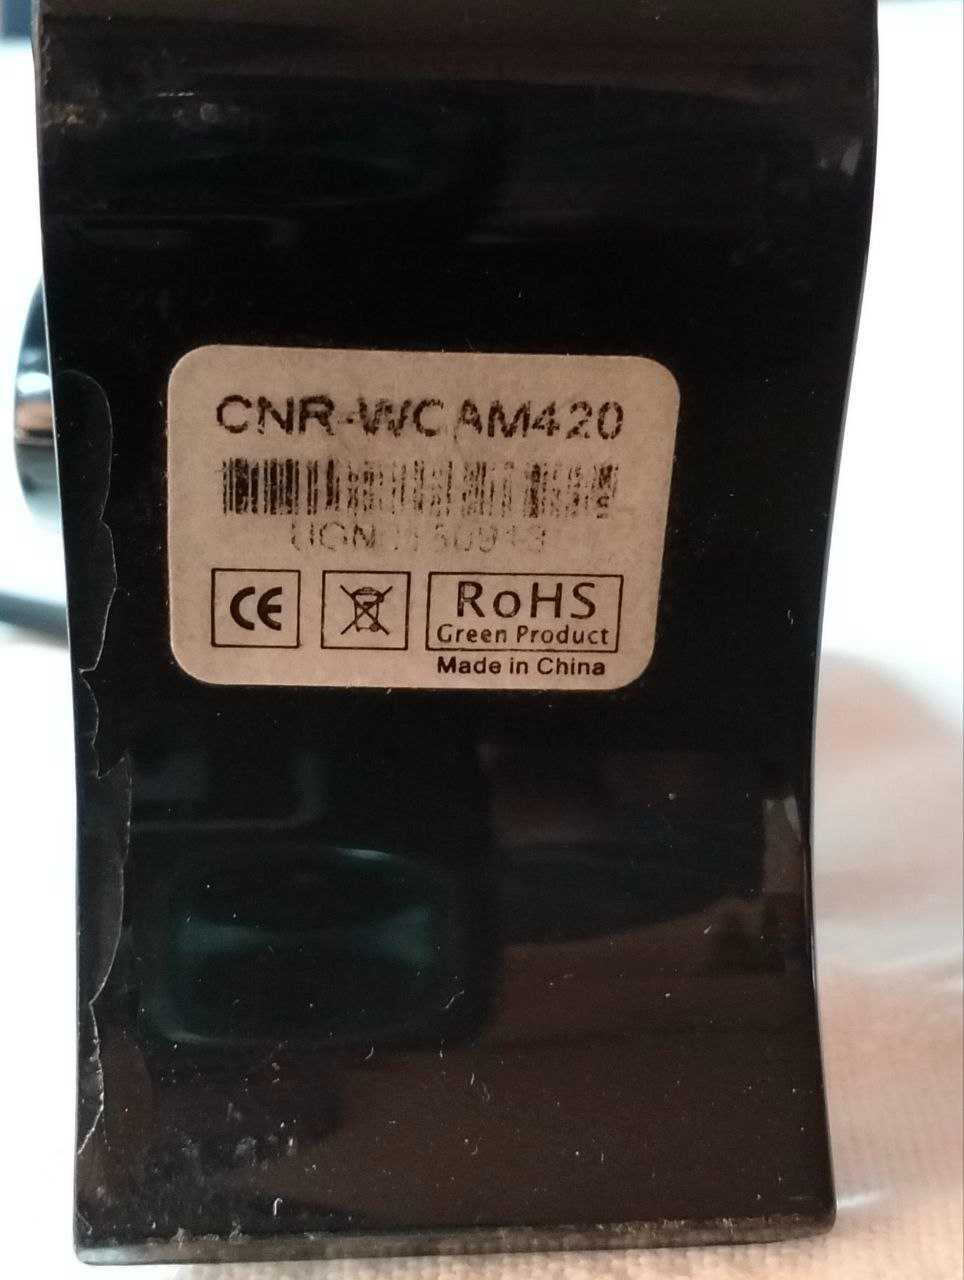 CNR-WCAM420
CE
RoHS
Green Product
Made in China